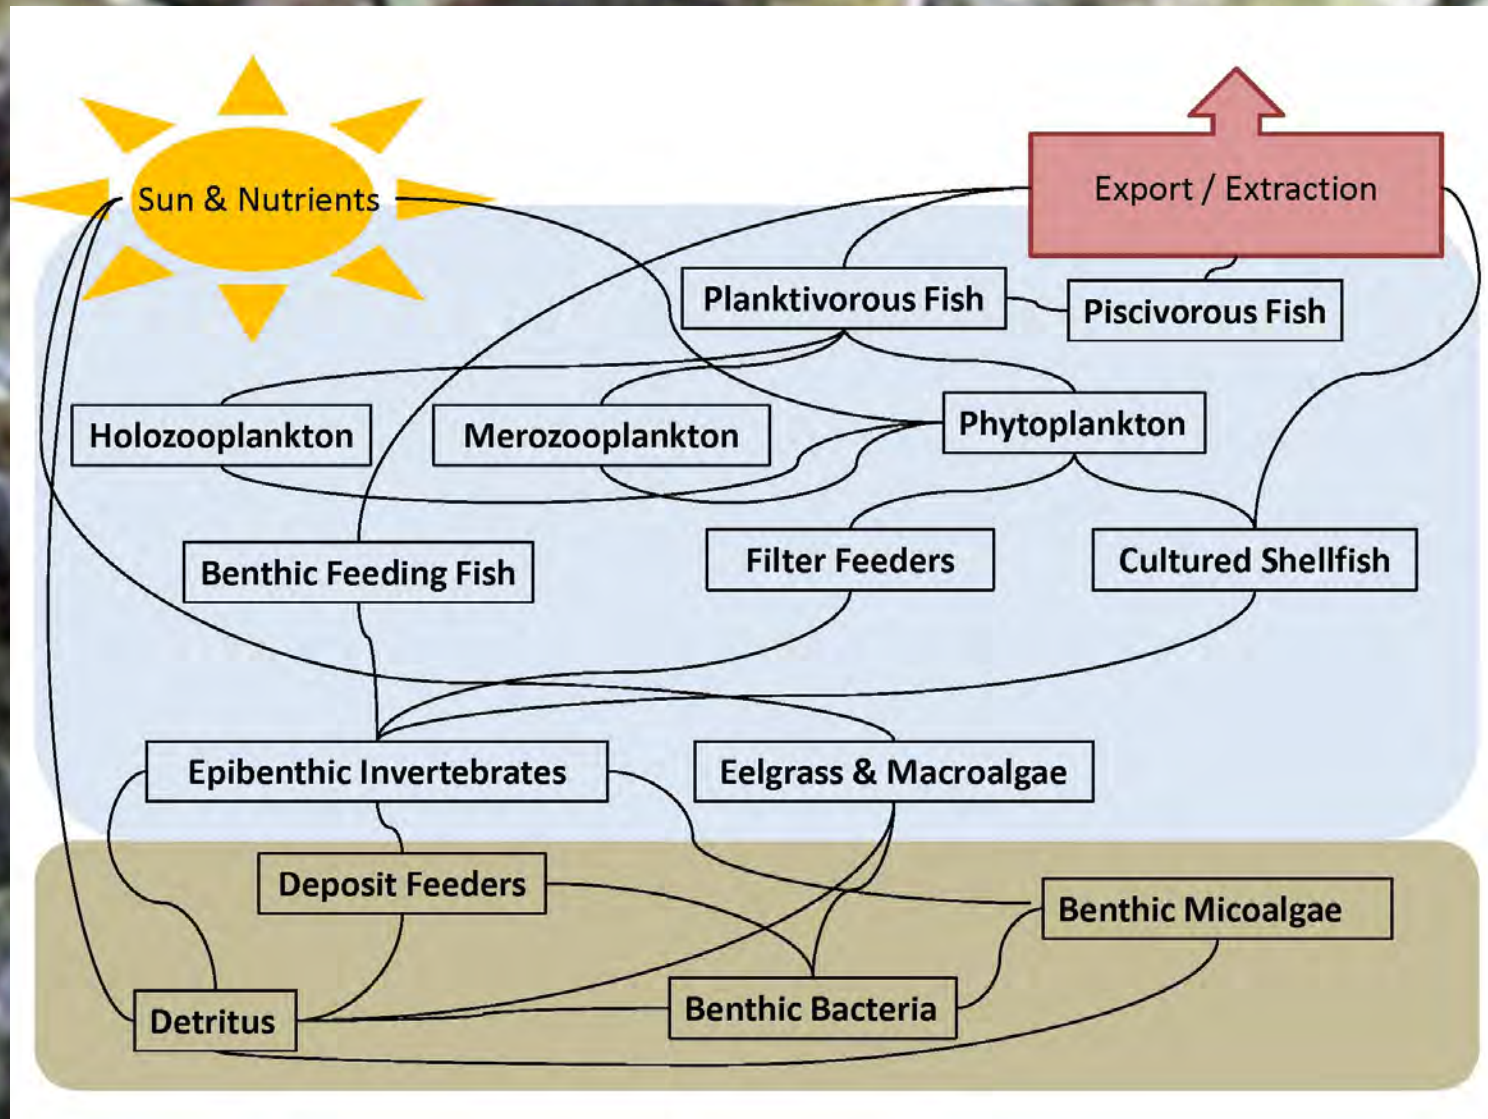 Sun & Nutrients
Export / Extraction
Planktivorous Fish
Piscivorous Fish
Holozooplankton
Merozooplankton
Phytoplankton
Benthic Feeding Fish
Filter Feeders
Cultured Shellfish
Epibenthic Invertebrates
Eelgrass & Macroalgae
Deposit Feeders
Benthic Micoalgae
Detritus
Benthic Bacteria